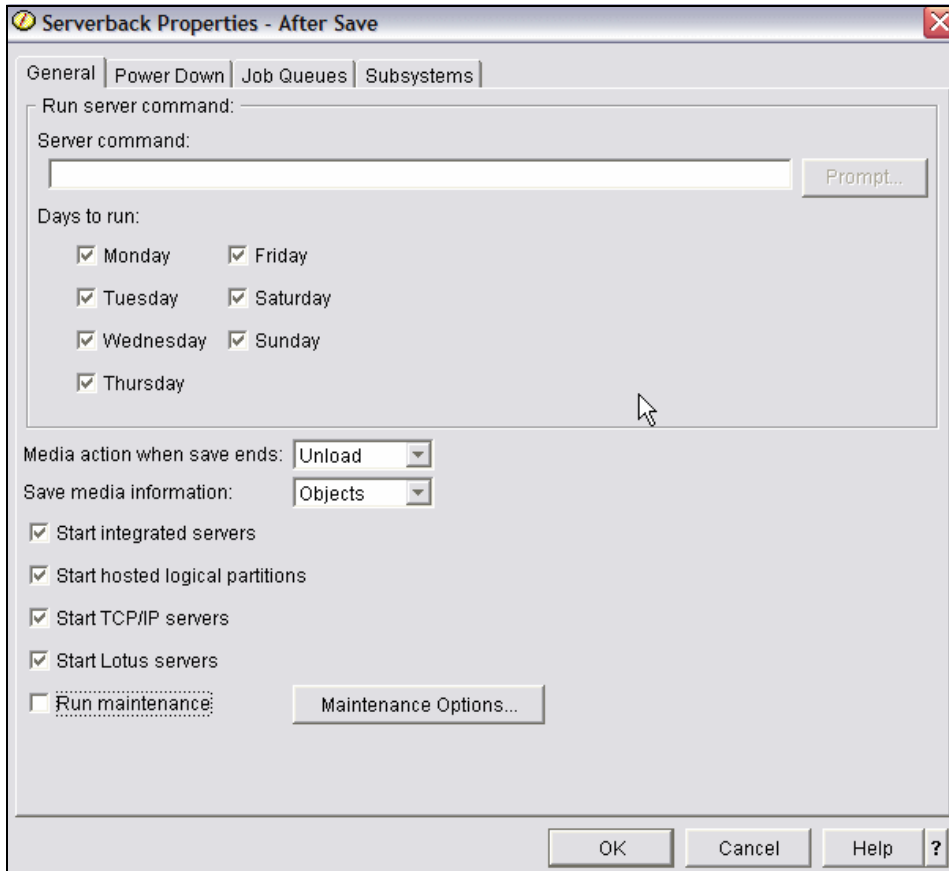 Serverback Properties - After Save
General Power Down Job Queues Subsystems
Run server command:
Server command:
Prompt...
Days to run:
Monday Friday
Tuesday Saturday
Wednesday Sunday
Thursday
Media action when save ends: Unload
Save media information: Objects
Start integrated servers
Start hosted logical partitions
Start TCP/IP servers
Start Lotus servers
Run maintenance Maintenance Options...
OK Cancel Help ?